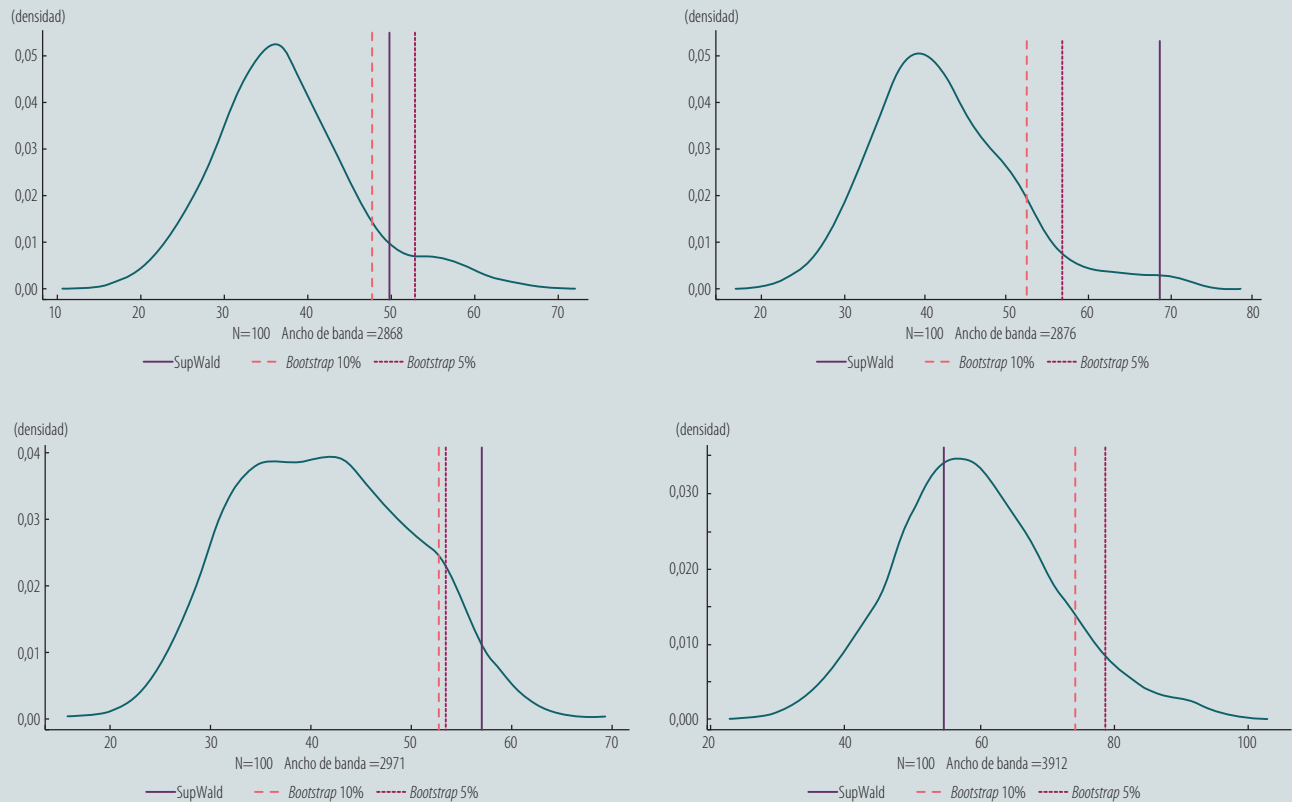 (densidad)
0,05
0,04
0,03
0,02
0,01
0,00
10 20 30 40 50 60 70
N=100 Ancho de banda =2868
SupWald Bootstrap 10% Bootstrap 5%
(densidad)
0,05
0,04
0,03
0,02
0,01
0,00
20 30 40 50 60 70 80
N=100 Ancho de banda =2876
SupWald Bootstrap 10% Bootstrap 5%
(densidad)
0,04
0,03
0,02
0,01
0,00
20 30 40 50 60 70
N=100 Ancho de banda =2971
SupWald Bootstrap 10% Bootstrap 5%
(densidad)
0,030
0,020
0,010
0,000
20 40 60 80 100
N=100 Ancho de banda =3912
SupWald Bootstrap 10% Bootstrap 5%